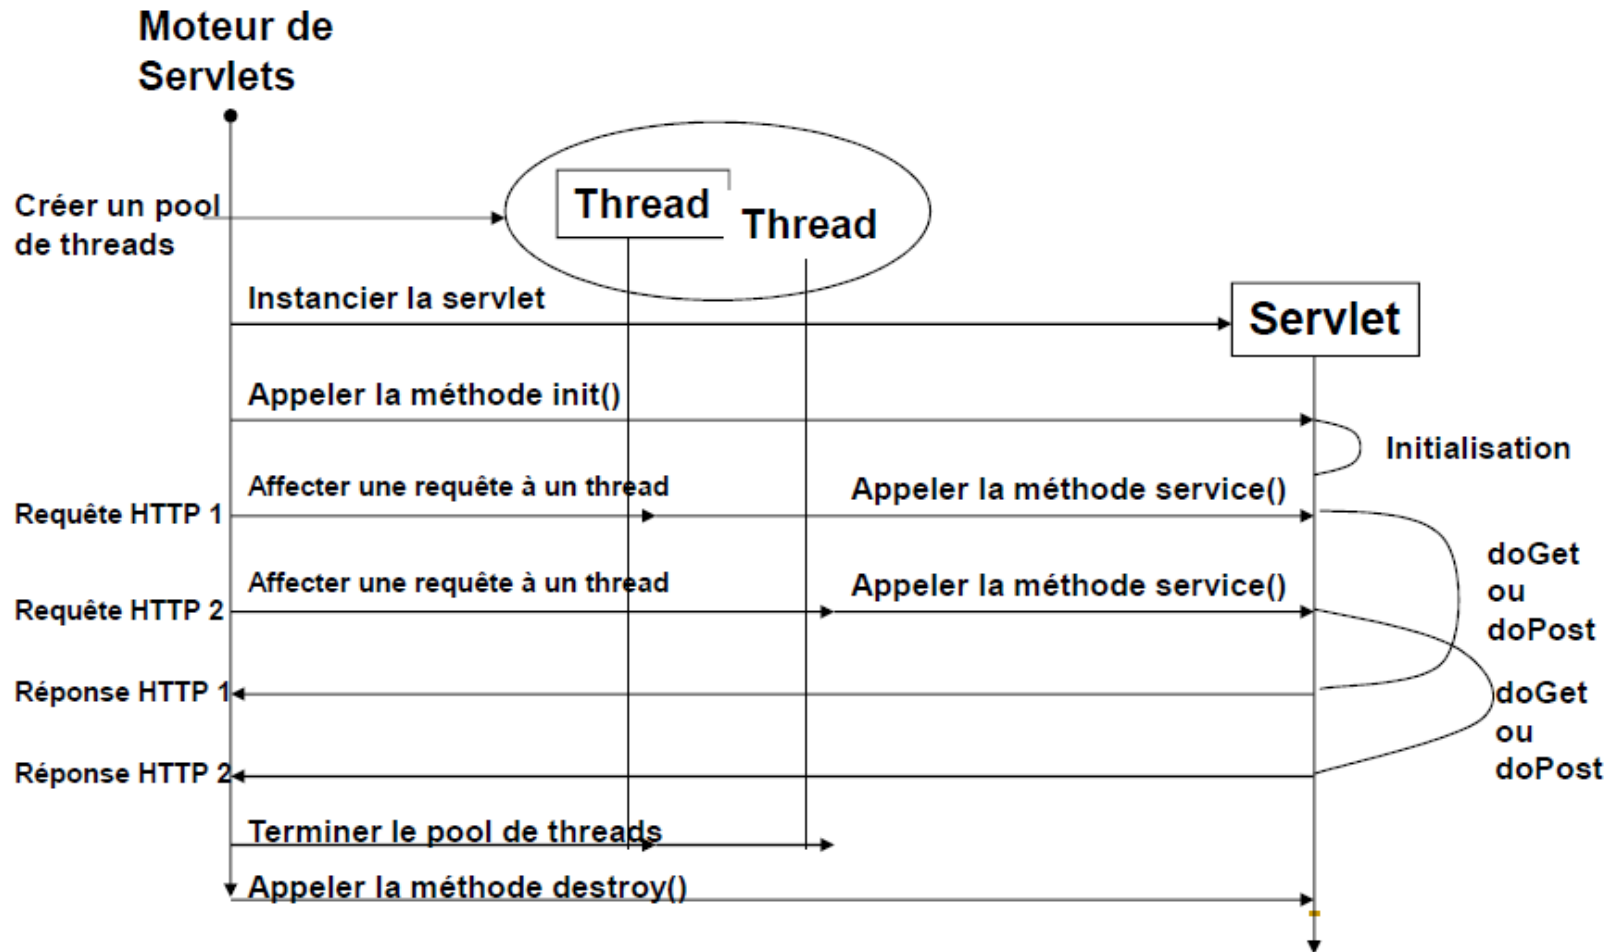 Moteur de
Servlets
Thread
Thread
Créer un pool
de threads
Instancier la servlet
Servlet
Appeler la méthode init()
Initialisation
Affecter une requête à un thread
Appeler la méthode service()
Requête HTTP 1
doGet
ou
doPost
Affecter une requête à un thread
Appeler la méthode service()
Requête HTTP 2
Réponse HTTP 1
doGet
ou
doPost
Réponse HTTP 2
Terminer le pool de threads
Appeler la méthode destroy()